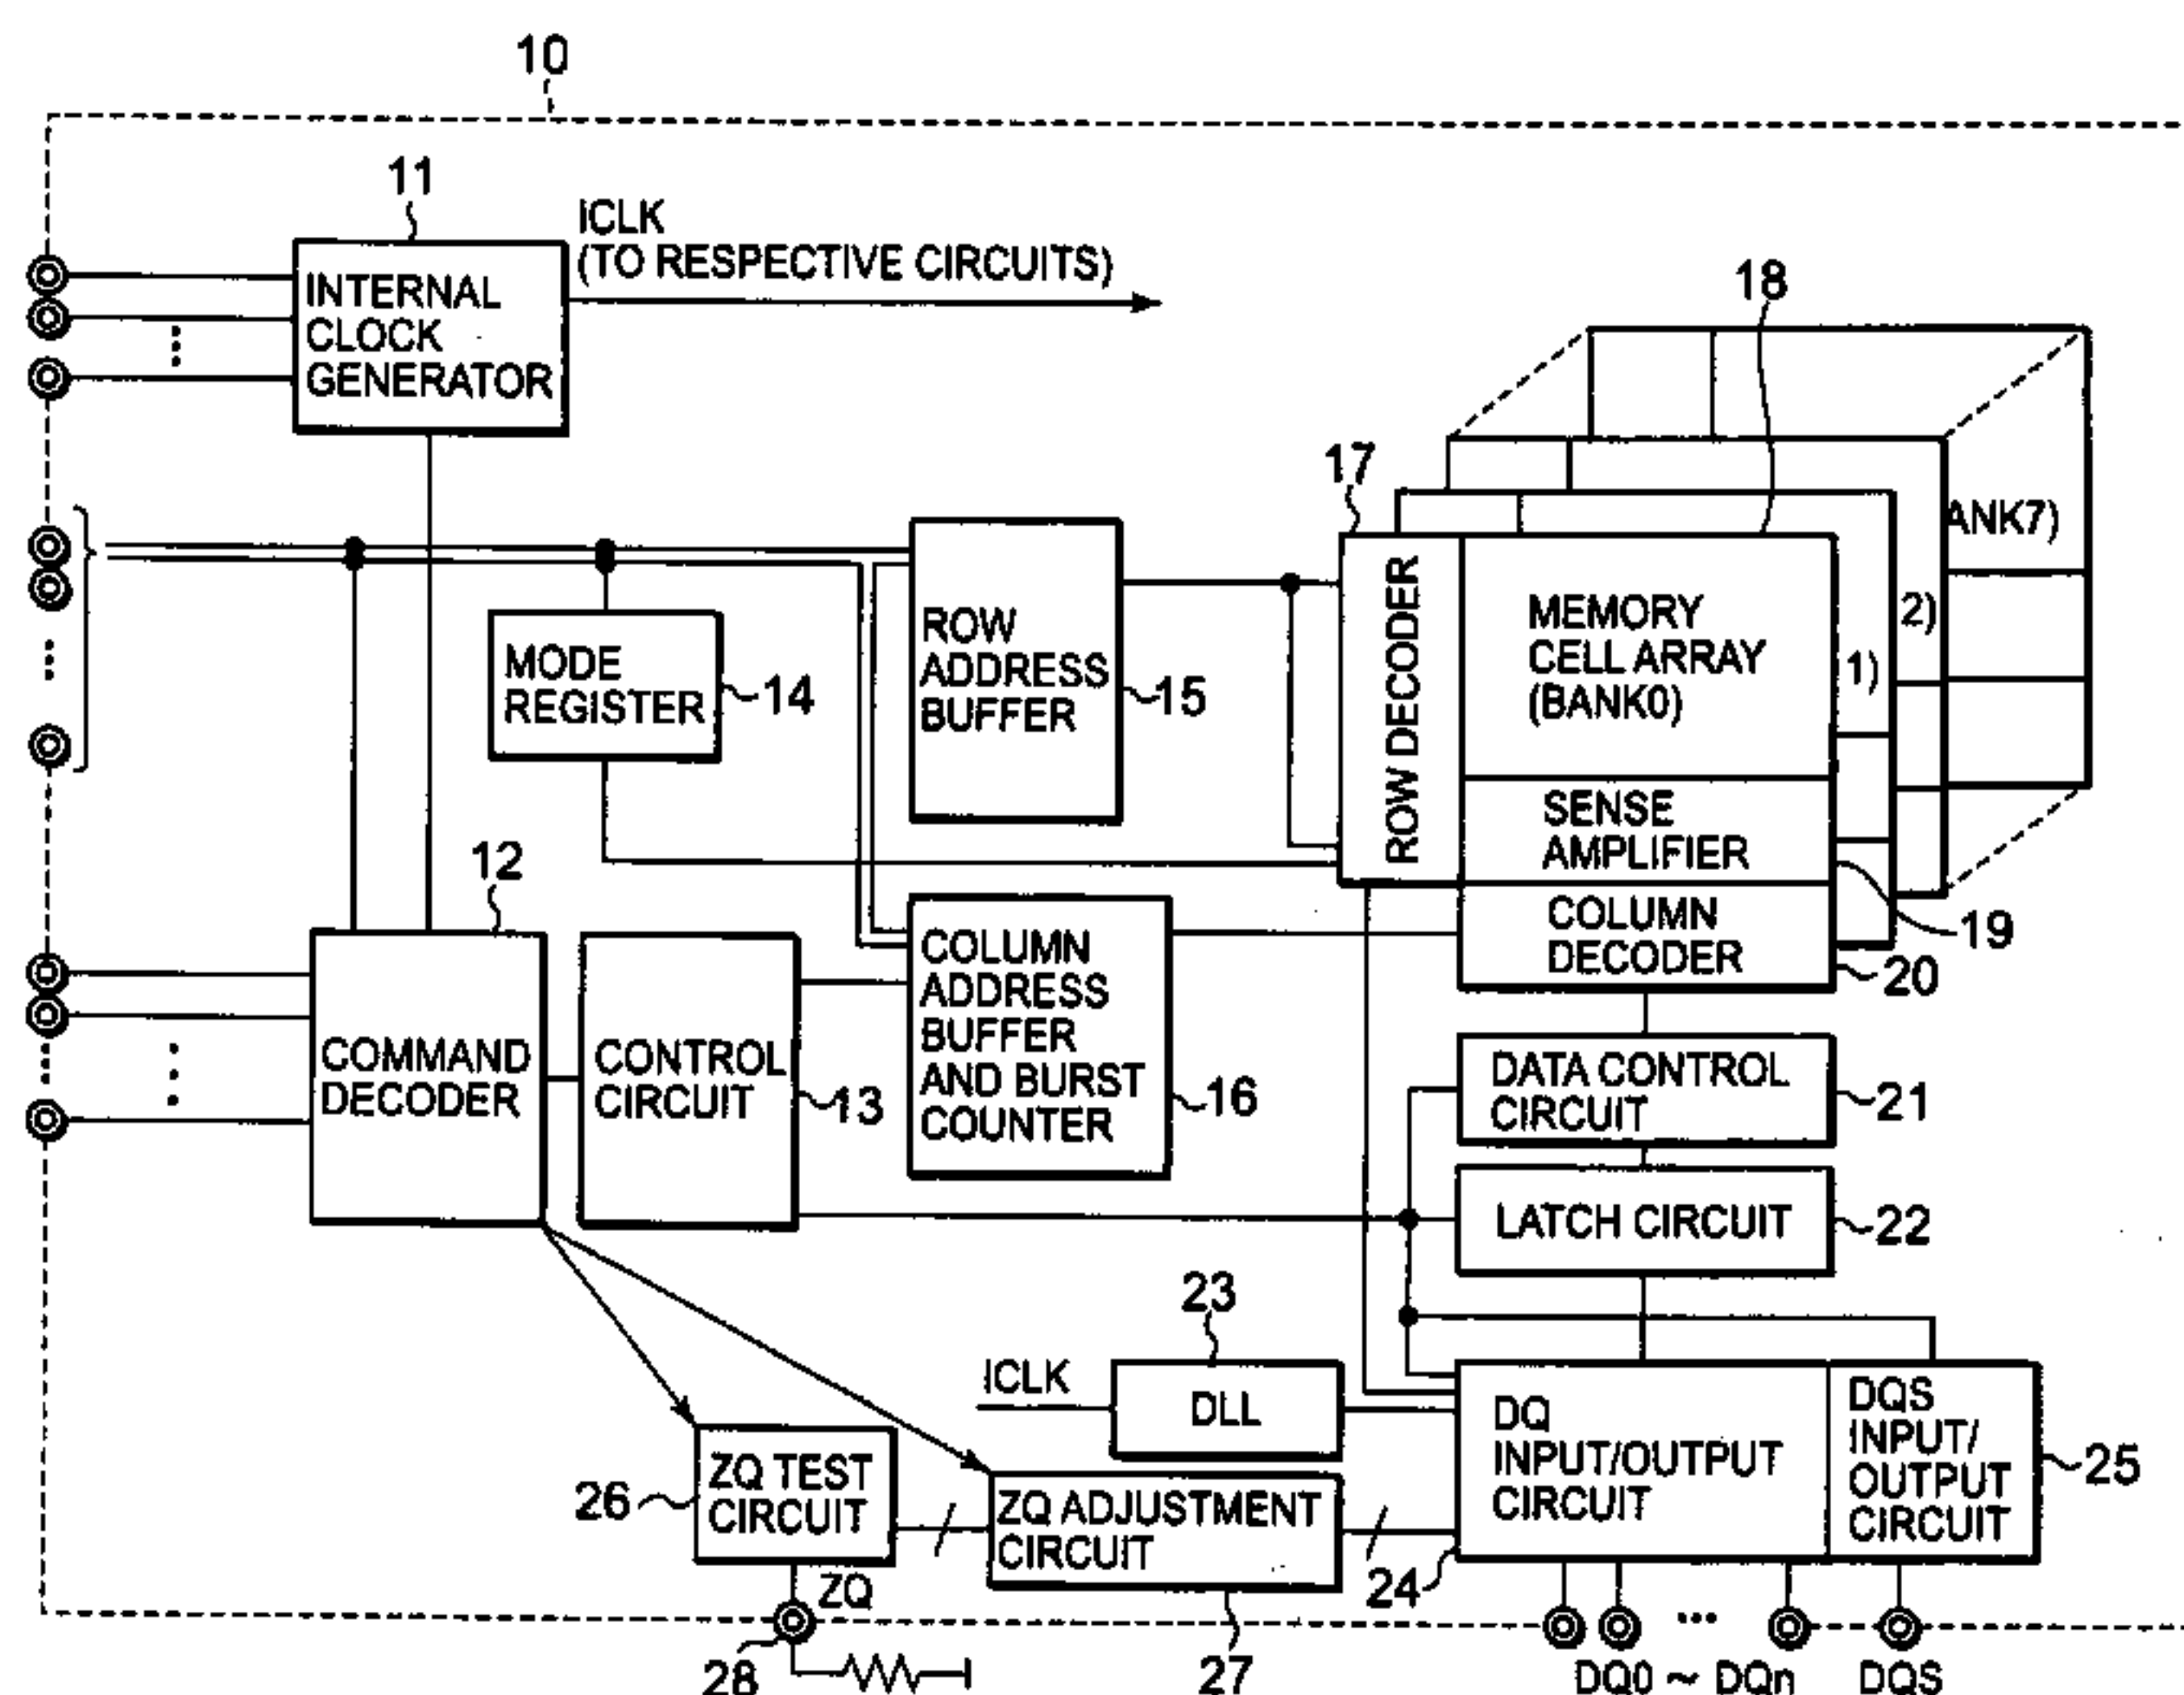 10
11
ICLK
(TO RESPECTIVE CIRCUITS)
INTERNAL
CLOCK
GENERATOR
18
17
ANK7)
2)
1)
ROW DECODER
MEMORY
CELL ARRAY
(BANK0)
ROW
ADDRESS
BUFFER
15
MODE
REGISTER
14
SENSE
AMPLIFIER
19
COLUMN
DECODER
20
12
COMMAND
DECODER
CONTROL
CIRCUIT
13
COLUMN
ADDRESS
BUFFER
AND BURST
COUNTER
16
DATA CONTROL
CIRCUIT
21
LATCH CIRCUIT
22
23
ICLK
DLL
DQ
INPUT/OUTPUT
CIRCUIT
24
DQS
INPUT/
OUTPUT
CIRCUIT
25
ZQ TEST
CIRCUIT
26
ZQ ADJUSTMENT
CIRCUIT
27
ZQ
28
DQ0 ~ DQn
DQS